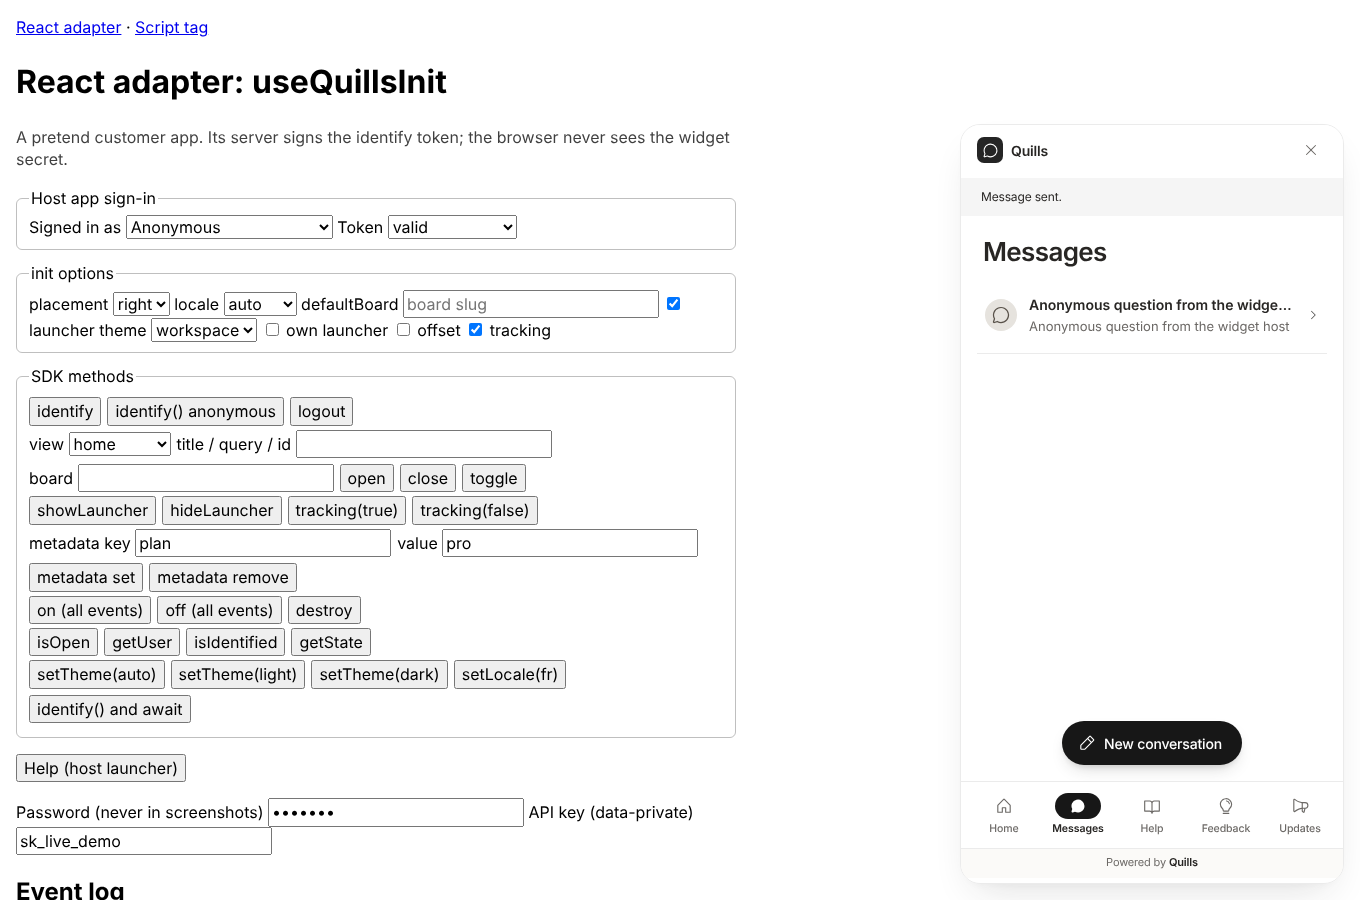 React adapter · Script tag
React adapter: useQuillsInit
A pretend customer app. Its server signs the identify token; the browser never sees the widget
secret.
Host app sign-in
Signed in as Anonymous Token valid
init options
placement right locale auto defaultBoard board slug
launcher theme workspace own launcher offset tracking
SDK methods
identify identify() anonymous logout
view home title / query / id
board open close toggle
showLauncher hideLauncher tracking(true) tracking(false)
metadata key plan value pro
metadata set metadata remove
on (all events) off (all events) destroy
isOpen getUser isIdentified getState
setTheme(auto) setTheme(light) setTheme(dark) setLocale(fr)
identify() and await
Help (host launcher)
Password (never in screenshots) ••••••• API key (data-private)
sk_live_demo
Event log
Quills
Message sent.
Messages
Anonymous question from the widge...
Anonymous question from the widget host
New conversation
Home Messages Help Feedback Updates
Powered by Quills